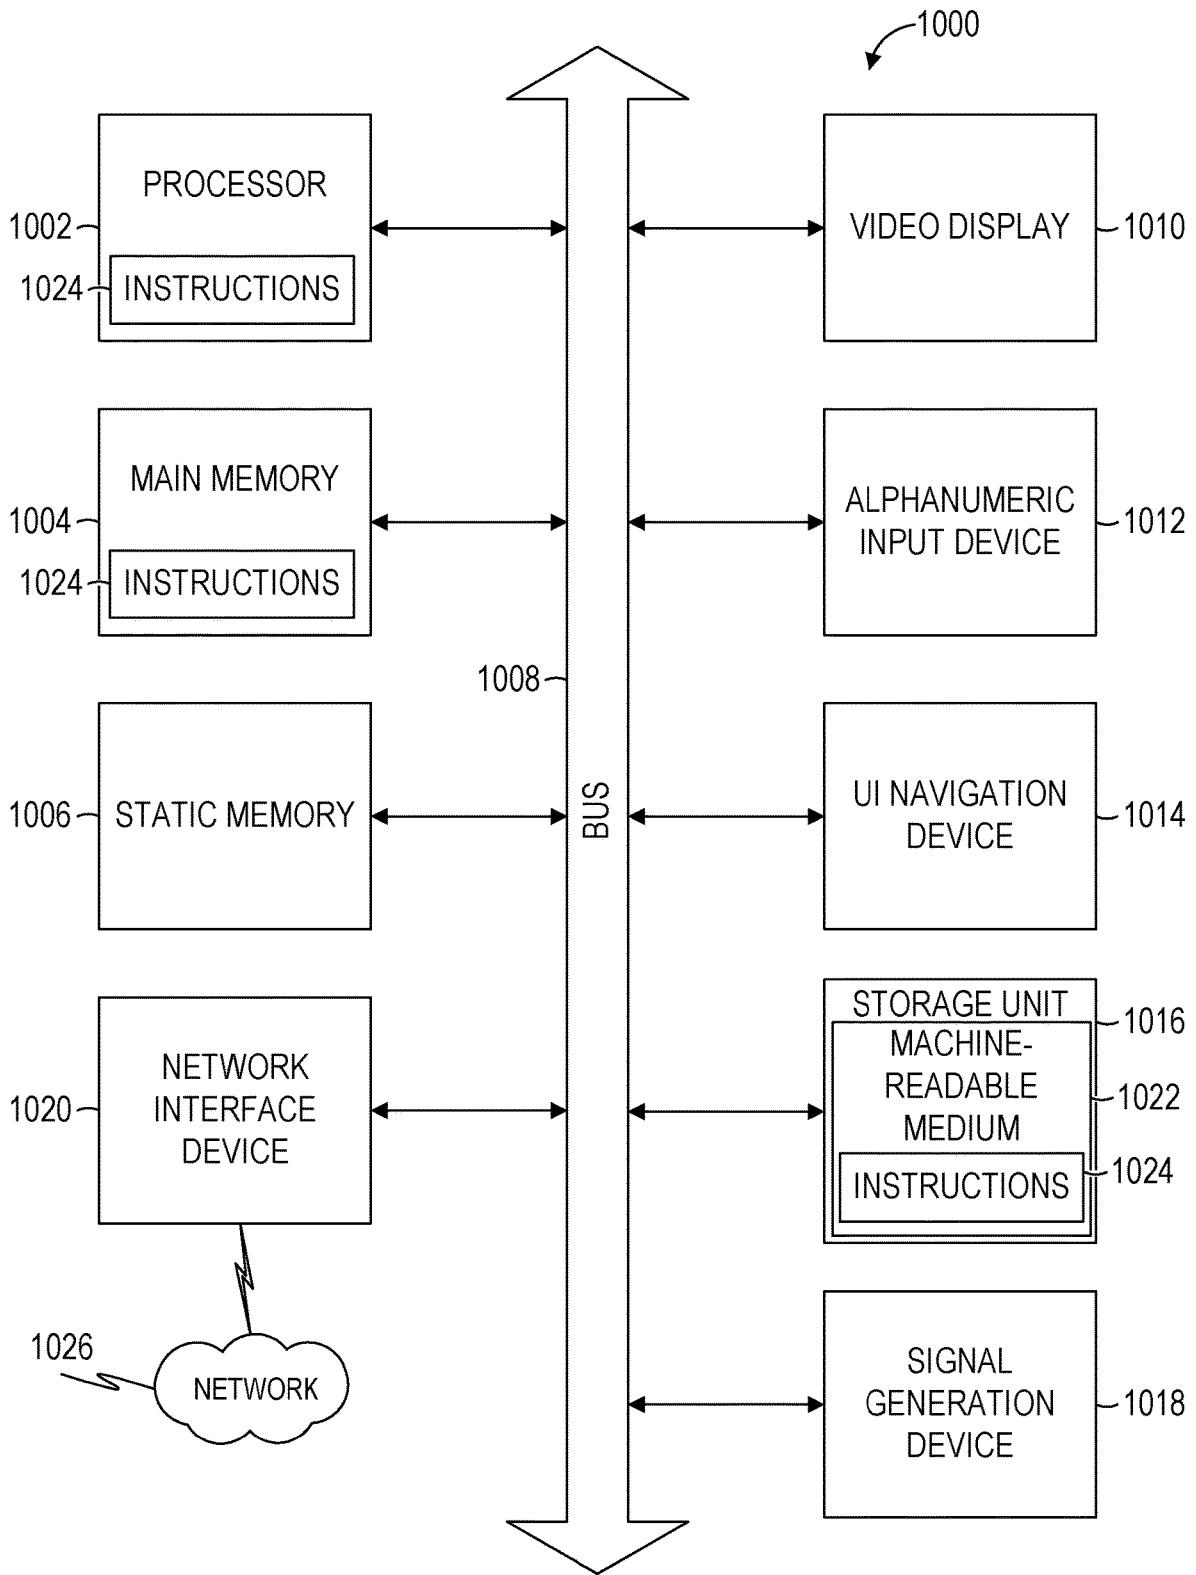 1000
PROCESSOR
1002
1024
INSTRUCTIONS
MAIN MEMORY
1004
1024
INSTRUCTIONS
1006
STATIC MEMORY
NETWORK
INTERFACE
DEVICE
1020
1026
NETWORK
1008
BUS
VIDEO DISPLAY
1010
ALPHANUMERIC
INPUT DEVICE
1012
UI NAVIGATION
DEVICE
1014
STORAGE UNIT
1016
MACHINE-
READABLE
MEDIUM
1022
1024
INSTRUCTIONS
SIGNAL
GENERATION
DEVICE
1018